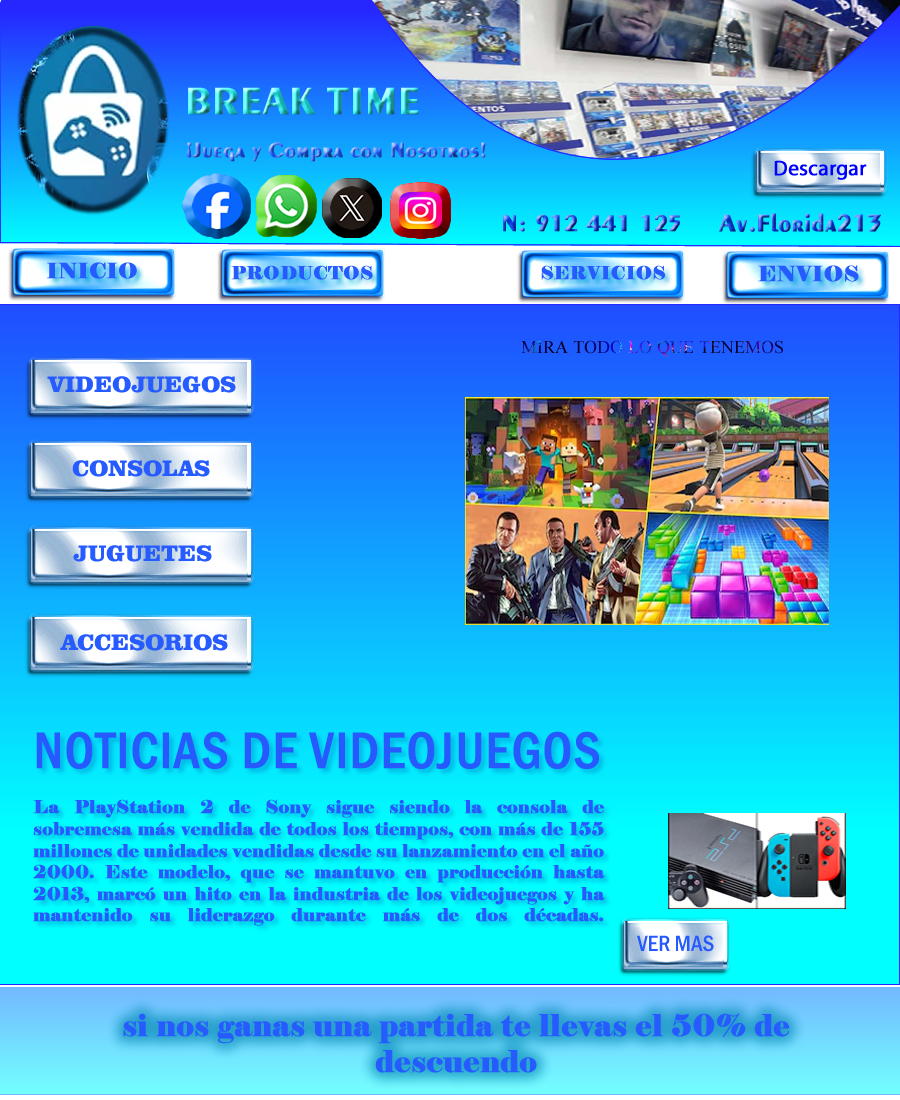 BREAK TIME
¡Juega y Compra con Nosotros!
Descargar
N: 912 441 125
Av.Florida213
INICIO
PRODUCTOS
SERVICIOS
ENVIOS
MIRA TODO LO QUE TENEMOS
VIDEOJUEGOS
CONSOLAS
JUGUETES
ACCESORIOS
NOTICIAS DE VIDEOJUEGOS
La PlayStation 2 de Sony sigue siendo la consola de
sobremesa más vendida de todos los tiempos, con más de 155
millones de unidades vendidas desde su lanzamiento en el año
2000. Este modelo, que se mantuvo en producción hasta
2013, marcó un hito en la industria de los videojuegos y ha
mantenido su liderazgo durante más de dos décadas.
VER MAS
si nos ganas una partida te llevas el 50% de
descuendo